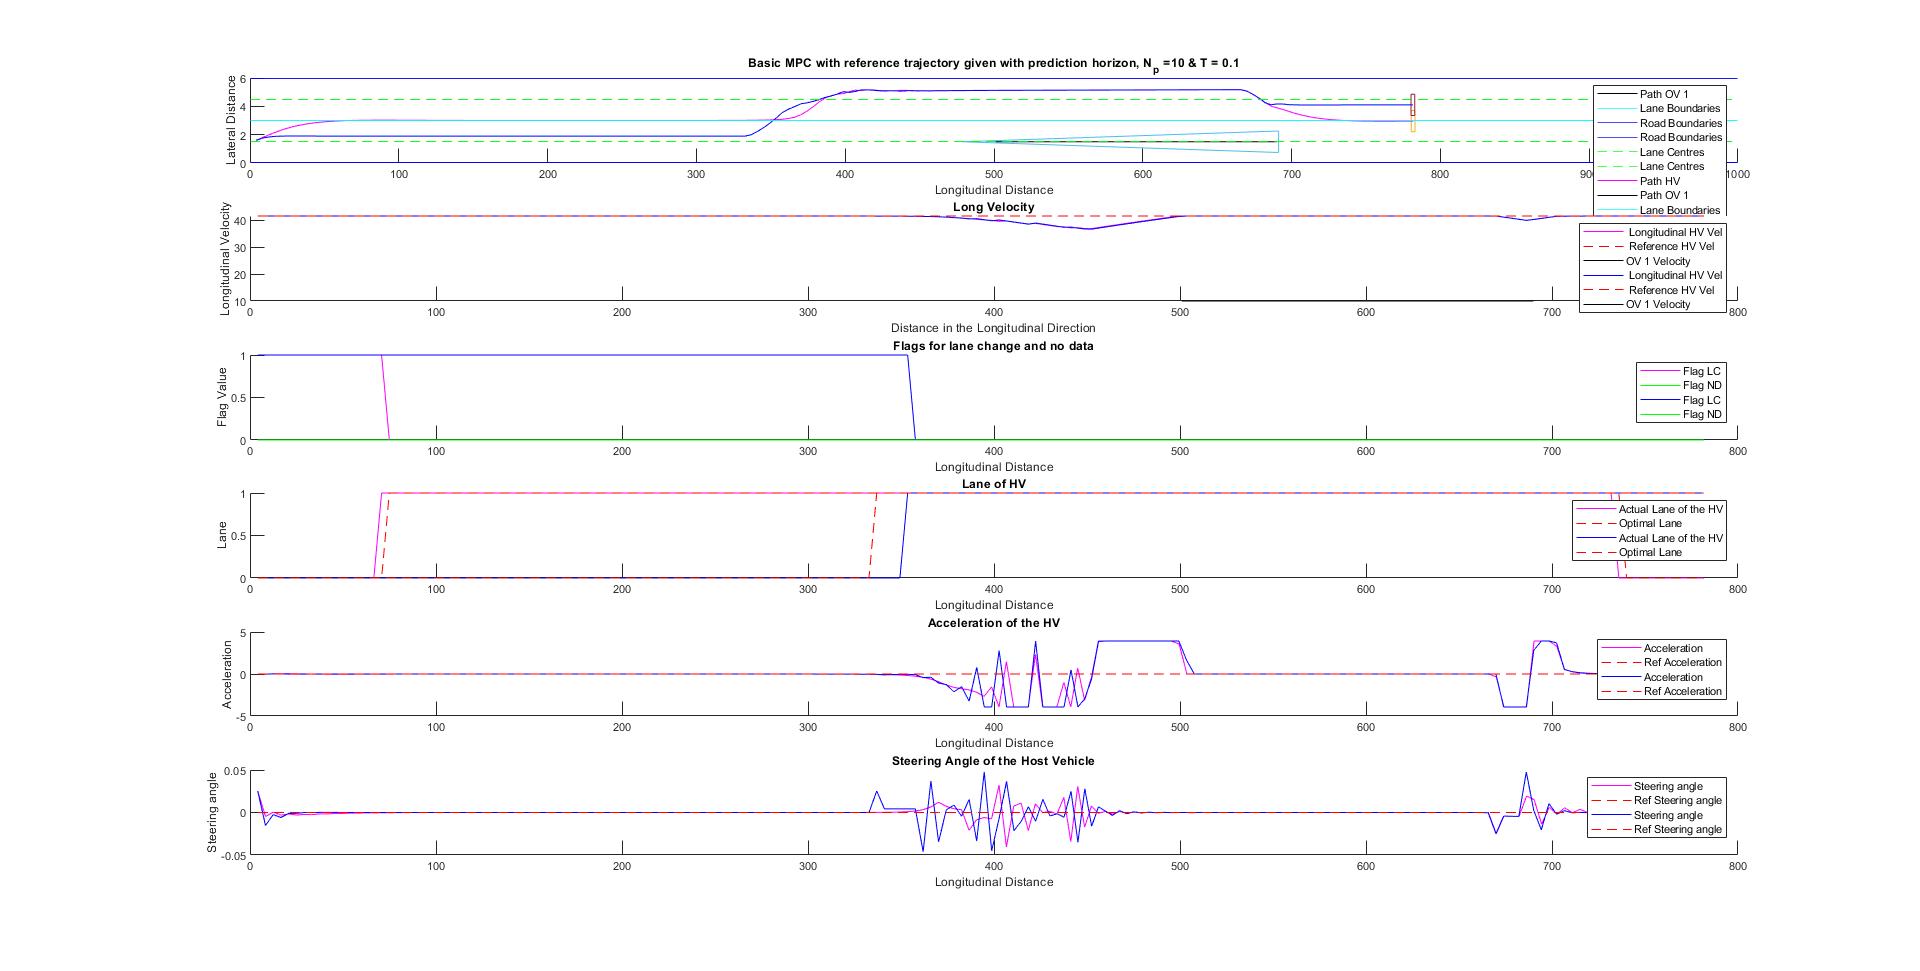 Basic MPC with reference trajectory given with prediction horizon, Np =10 & T = 0.1
Lateral Distance
6
4
2
0
0 100 200 300 400 500 600 700 800 90 1000
Longitudinal Distance
Path OV 1
Lane Boundaries
Road Boundaries
Road Boundaries
Lane Centres
Lane Centres
Path HV
Path OV 1
Lane Boundaries
Long Velocity
Longitudinal Velocity
40
30
20
10
0 100 200 300 400 500 600 700 800
Distance in the Longitudinal Direction
Longitudinal HV Vel
Reference HV Vel
OV 1 Velocity
Longitudinal HV Vel
Reference HV Vel
OV 1 Velocity
Flags for lane change and no data
Flag Value
1
0.5
0
0 100 200 300 400 500 600 700 800
Longitudinal Distance
Flag LC
Flag ND
Flag LC
Flag ND
Lane of HV
Lane
1
0.5
0
0 100 200 300 400 500 600 700 800
Longitudinal Distance
Actual Lane of the HV
Optimal Lane
Actual Lane of the HV
Optimal Lane
Acceleration of the HV
Acceleration
5
0
-5
0 100 200 300 400 500 600 700 800
Longitudinal Distance
Acceleration
Ref Acceleration
Acceleration
Ref Acceleration
Steering Angle of the Host Vehicle
Steering angle
0.05
0
-0.05
0 100 200 300 400 500 600 700 800
Longitudinal Distance
Steering angle
Ref Steering angle
Steering angle
Ref Steering angle